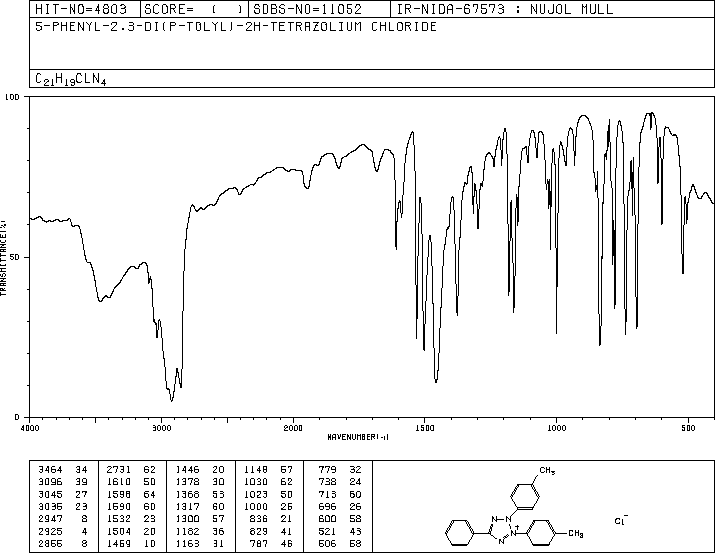 HIT-NO=4803 SCORE= ( ) SDBS-NO=11052 IR-NIDA-67573 : NUJOL MULL
5-PHENYL-2,3-DI(P-TOLYL)-2H-TETRAZOLIUM CHLORIDE
C21H19CLN4
100
TRANSMITTANCE(%)
50
0
4000 3000 2000 1500 1000 500
WAVENUMBER(-1)
3464 34 2731 62 1446 20 1148 57 779 32
3096 39 1610 50 1378 30 1030 62 738 24
3045 27 1598 64 1368 53 1023 50 713 60
3035 23 1590 60 1317 60 1000 25 696 26
2947 8 1532 23 1300 57 836 21 600 58
2925 4 1504 20 1182 36 829 41 521 43
2855 8 1459 10 1163 31 787 46 506 58
CH3
N-N
N N+
CH3
Cl−